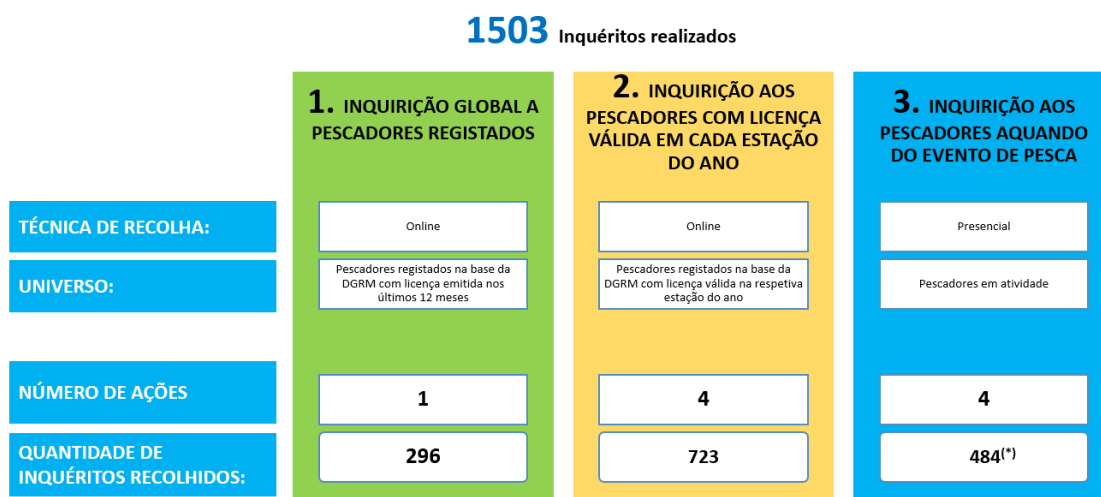 1503 Inquéritos realizados
1. INQUIRIÇÃO GLOBAL A
PESCADORES REGISTADOS
2. INQUIRIÇÃO AOS
PESCADORES COM LICENÇA
VÁLIDA EM CADA ESTAÇÃO
DO ANO
3. INQUIRIÇÃO AOS
PESCADORES AQUANDO
DO EVENTO DE PESCA
TÉCNICA DE RECOLHA:
Online
Online
Presencial
UNIVERSO:
Pescadores registados na base da
DGRM com licença emitida nos
últimos 12 meses
Pescadores registados na base da
DGRM com licença válida na respetiva
estação do ano
Pescadores em atividade
NÚMERO DE AÇÕES
1
4
4
QUANTIDADE DE
INQUÉRITOS RECOLHIDOS:
296
723
484(*)